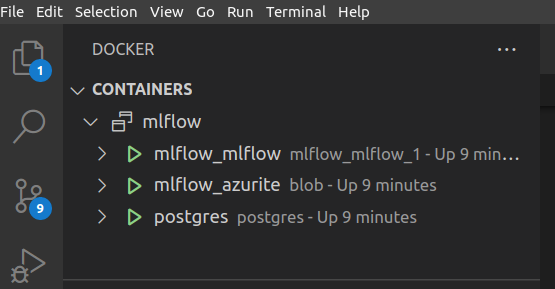 File Edit Selection View Go Run Terminal Help
DOCKER ···
1
CONTAINERS
mlflow
mlflow_mlflow mlflow_mlflow_1 - Up 9 min...
mlflow_azurite blob - Up 9 minutes
9
postgres postgres - Up 9 minutes